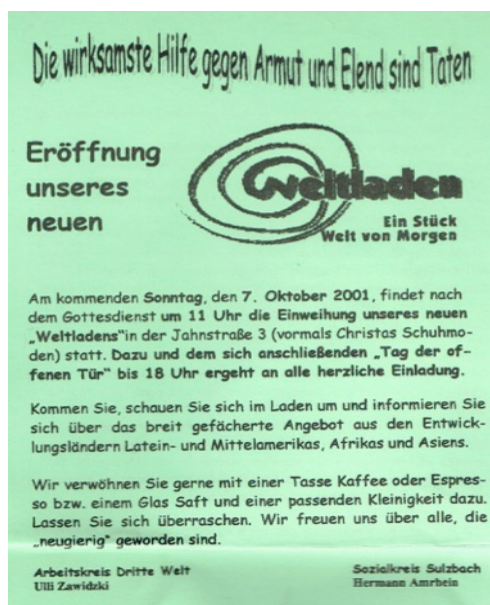 Die wirksamste Hilfe gegen Armut und Elend sind Taten
Eröffnung
unseres
neuen
Weltladen
Ein Stück
Welt von Morgen
Am kommenden Sonntag, den 7. Oktober 2001, findet nach
dem Gottesdienst um 11 Uhr die Einweihung unseres neuen
„Weltladens"in der Jahnstraße 3 (vormals Christas Schuhmo-
den) statt. Dazu und dem sich anschließenden „Tag der of-
fenen Tür" bis 18 Uhr ergeht an alle herzliche Einladung.
Kommen Sie, schauen Sie sich im Laden um und informieren Sie
sich über das breit gefächerte Angebot aus den Entwick-
lungsländern Latein- und Mittelamerikas, Afrikas und Asiens.
Wir verwöhnen Sie gerne mit einer Tasse Kaffee oder Espres-
so bzw. einem Glas Saft und einer passenden Kleinigkeit dazu.
Lassen Sie sich überraschen. Wir freuen uns über alle, die
„neugierig" geworden sind.
Arbeitskreis Dritte Welt
Ulli Zawidzki
Sozialkreis Sulzbach
Hermann Amrhein